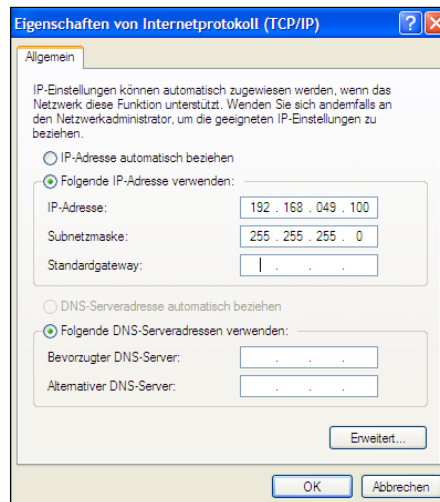 Eigenschaften von Internetprotokoll (TCP/IP)
Allgemein
IP-Einstellungen können automatisch zugewiesen werden, wenn das
Netzwerk diese Funktion unterstützt. Wenden Sie sich andernfalls an
den Netzwerkadministrator, um die geeigneten IP-Einstellungen zu
beziehen.
IP-Adresse automatisch beziehen
Folgende IP-Adresse verwenden:
IP-Adresse: 192 . 168 . 049 . 100
Subnetzmaske: 255 . 255 . 255 . 0
Standardgateway: . . .
DNS-Serveradresse automatisch beziehen
Folgende DNS-Serveradressen verwenden:
Bevorzugter DNS-Server: . . .
Alternativer DNS-Server: . . .
Erweitert...
OK Abbrechen